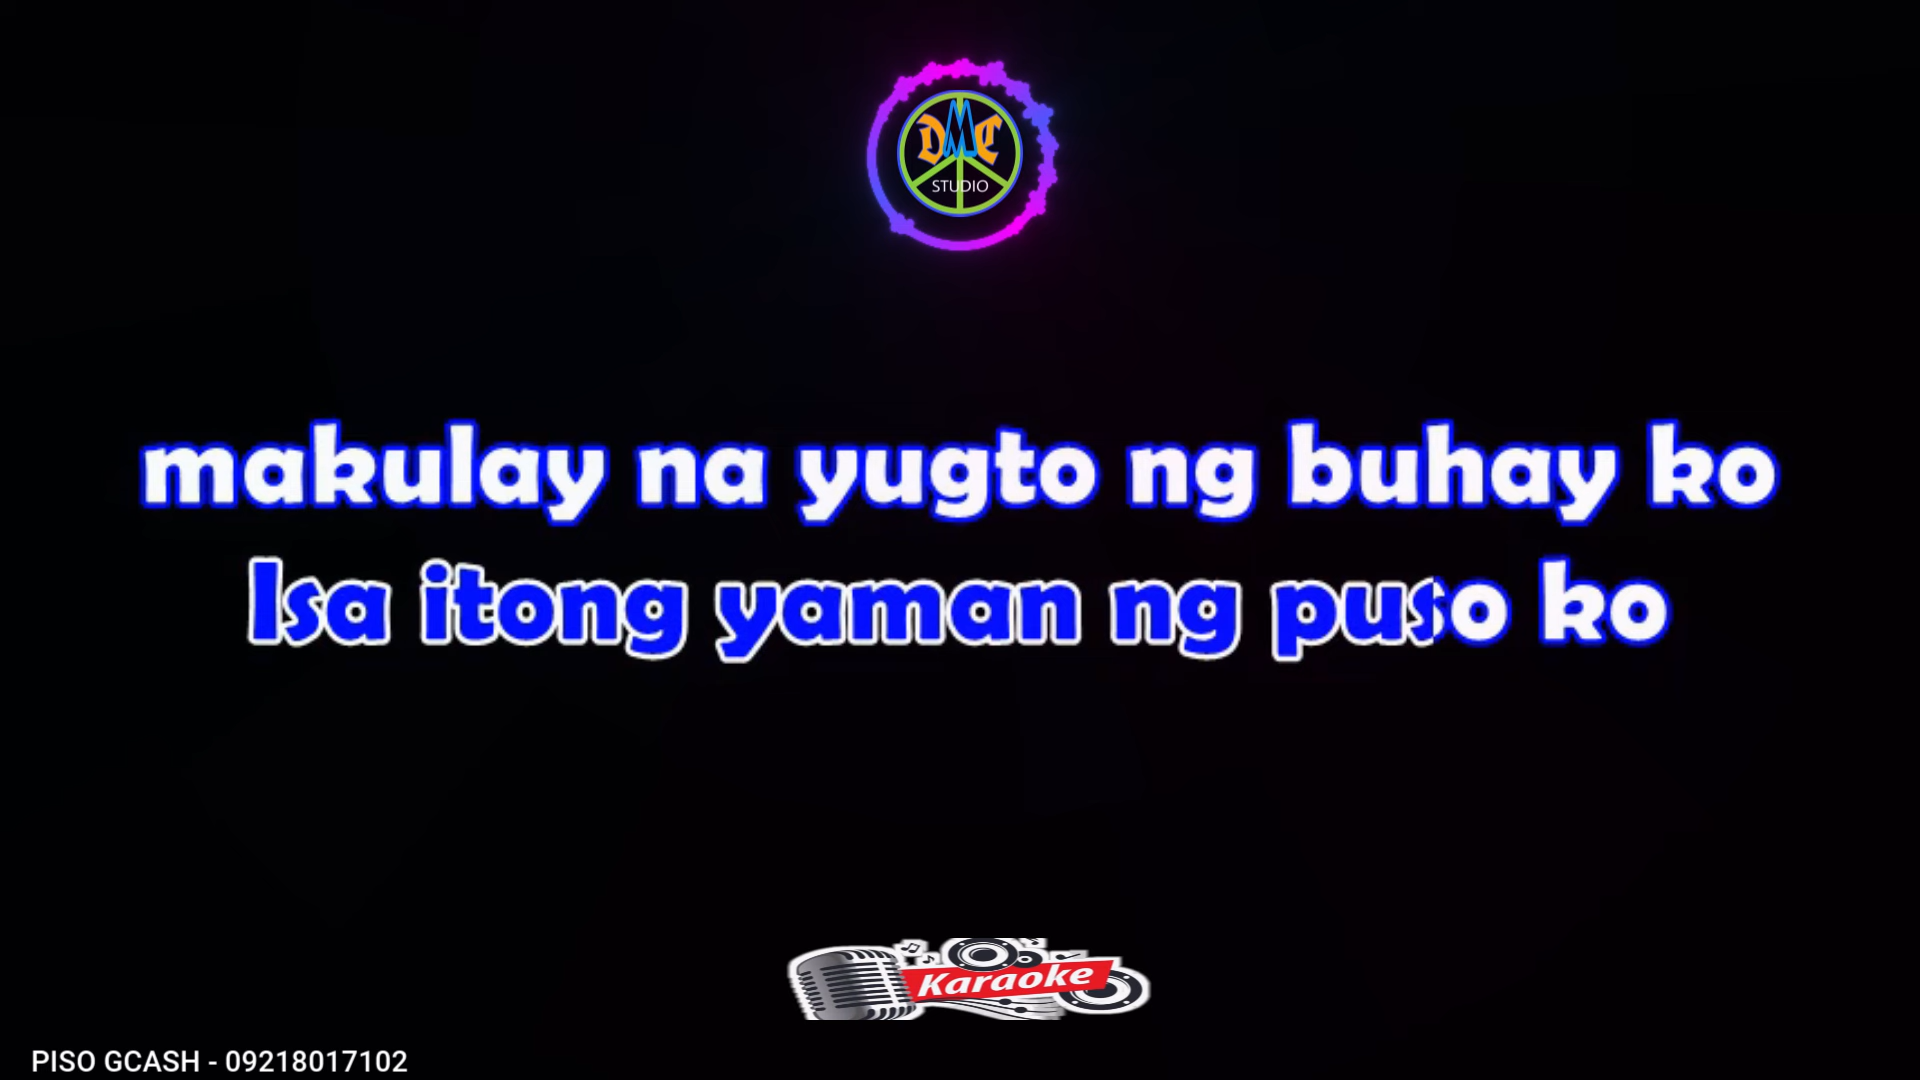 DMC
STUDIO
makulay na yugto ng buhay ko
Isa itong yaman ng puso ko
Karaoke
PISO GCASH - 09218017102